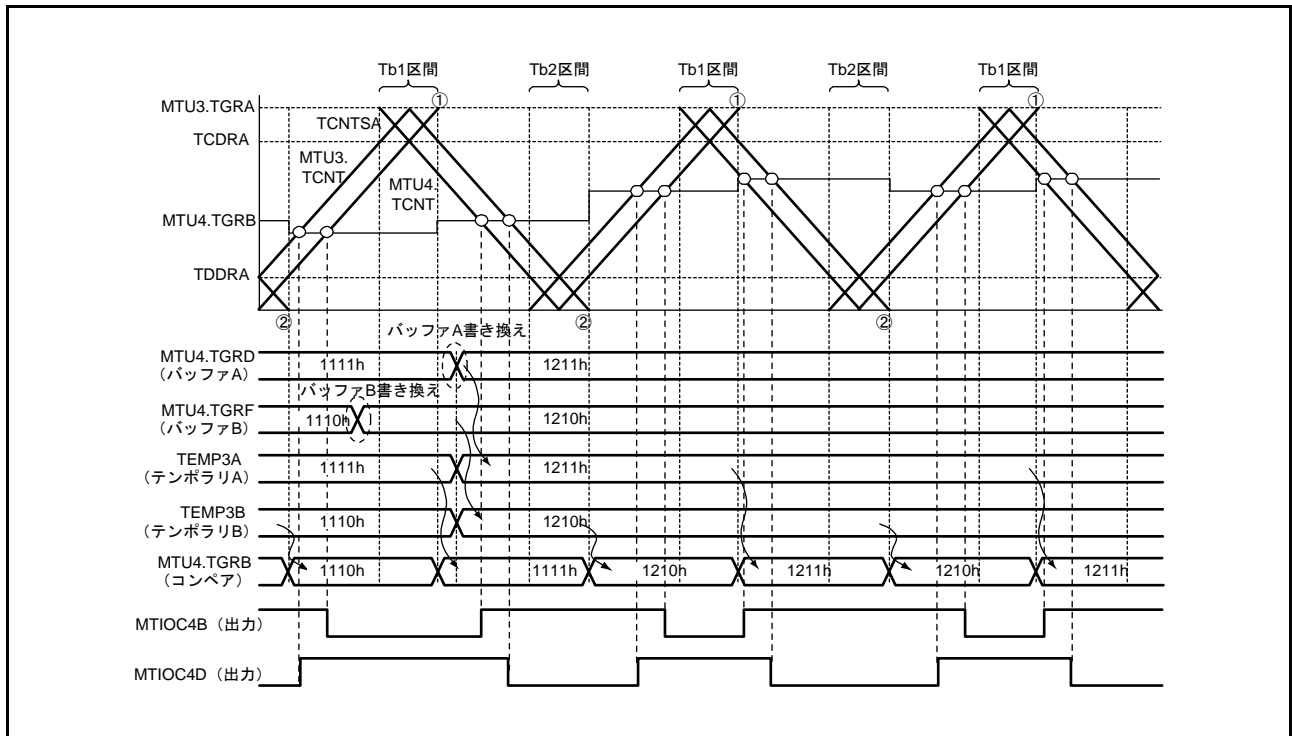 Tb1区間 Tb2区間 Tb1区間 Tb2区間 Tb1区間
MTU3.TGRA ① ① ①
TCNTSA
TCDRA
MTU3.
TCNT
MTU4.
TCNT
MTU4.TGRB
TDDRA
② ② ②
バッファA書き換え
MTU4.TGRD
（バッファA）
1111h 1211h
バッファB書き換え
MTU4.TGRF
（バッファB）
1110h 1210h
TEMP3A
（テンポラリA）
1111h 1211h
TEMP3B
（テンポラリB）
1110h 1210h
MTU4.TGRB
（コンペア）
1110h 1111h 1210h 1211h 1210h 1211h
MTIOC4B（出力）
MTIOC4D（出力）